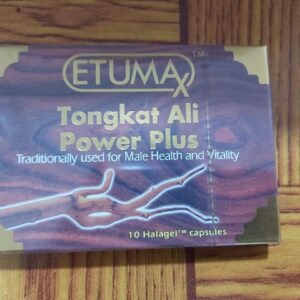 ETUMAX
TM
Tongkat Ali
Power Plus
Traditionally used for Male Health and Vitality
10 Halagel™ capsules